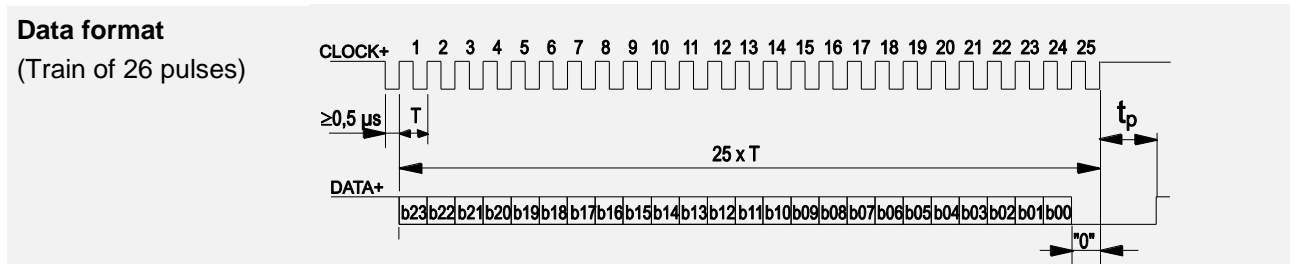 Data format
(Train of 26 pulses)
CLOCK+ 1 2 3 4 5 6 7 8 9 10 11 12 13 14 15 16 17 18 19 20 21 22 23 24 25
≥0,5 µs T tp
25 x T
DATA+
b23 b22 b21 b20 b19 b18 b17 b16 b15 b14 b13 b12 b11 b10 b09 b08 b07 b06 b05 b04 b03 b02 b01 b00
"0"